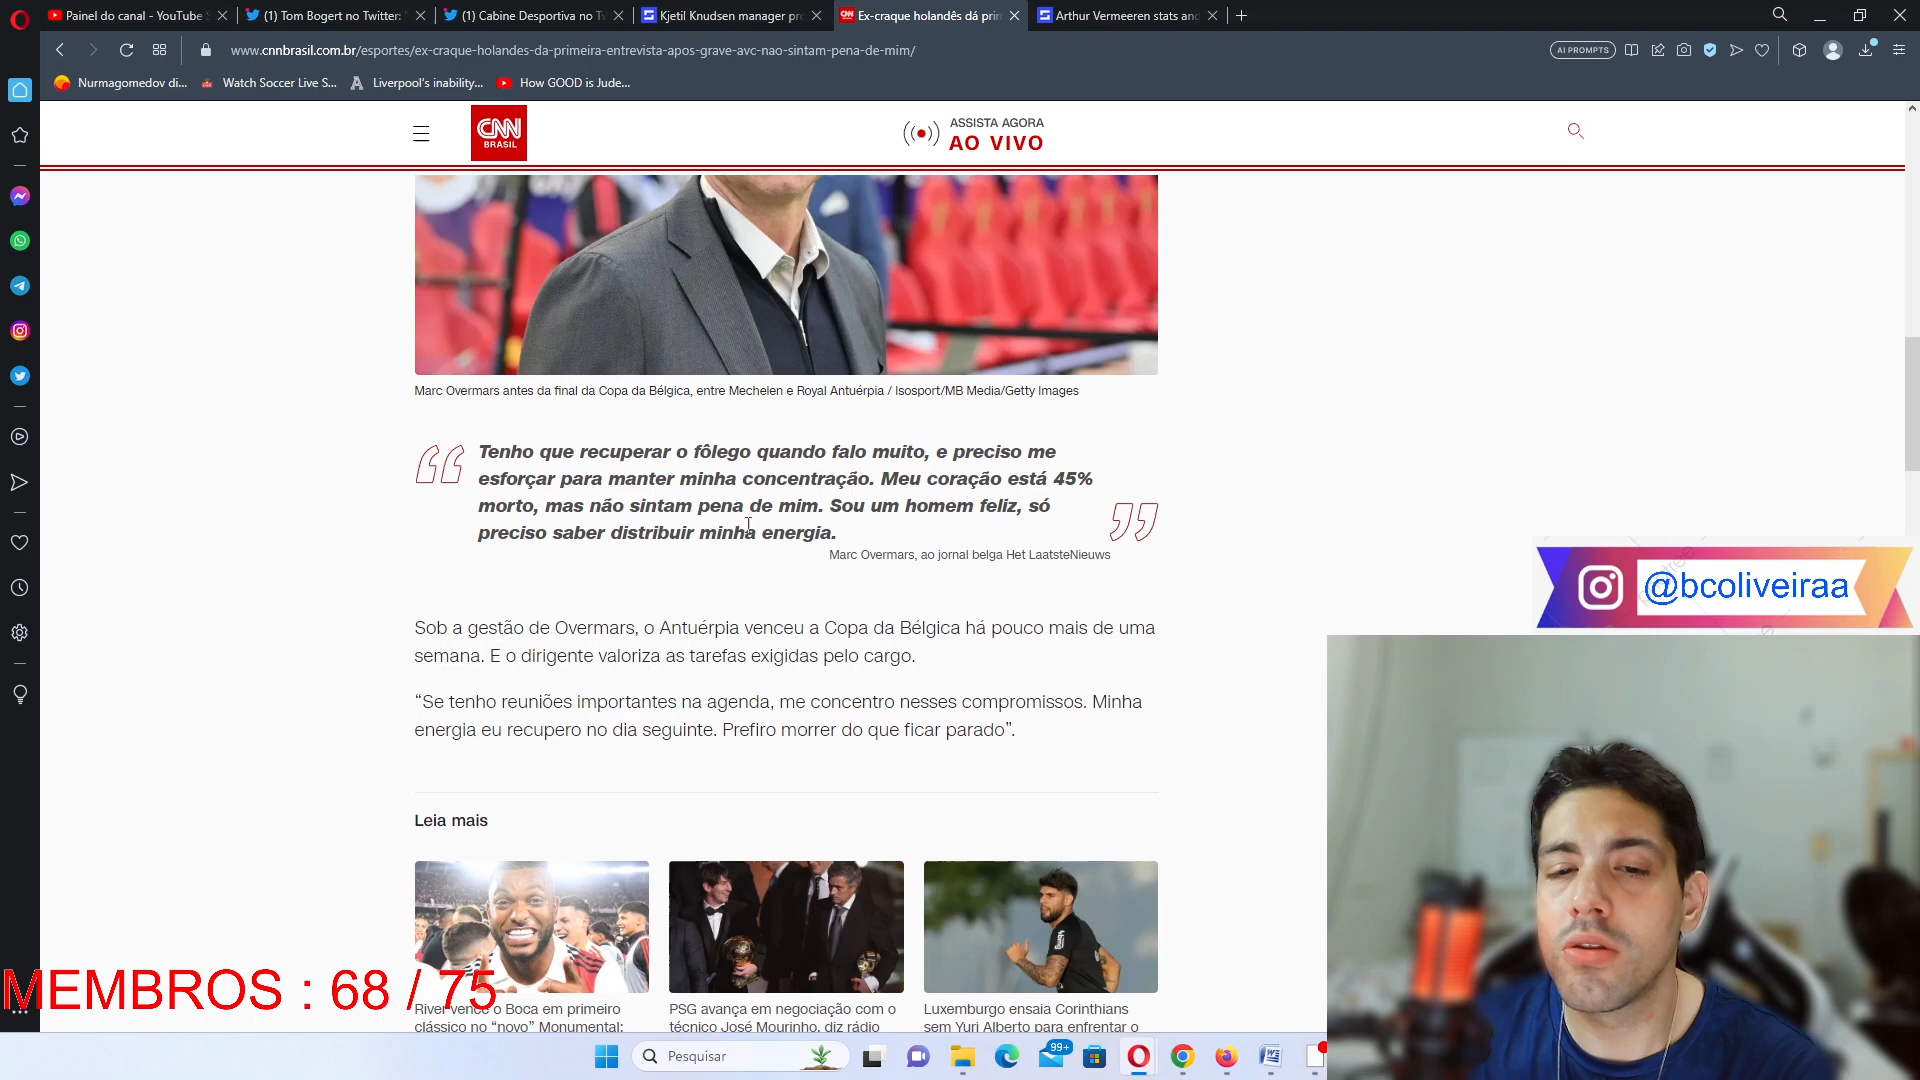 Painel do canal - YouTube S
(1) Tom Bogert no Twitter: "
(1) Cabine Desportiva no Tw
Kjetil Knudsen manager pro
Ex-craque holandês dá prim
Arthur Vermeeren stats and
www.cnnbrasil.com.br/esportes/ex-craque-holandes-da-primeira-entrevista-apos-grave-avc-nao-sintam-pena-de-mim/
AI PROMPTS
Nurmagomedov di...
Watch Soccer Live S...
Liverpool's inability,...
How GOOD is Jude...
CNN
BRASIL
ASSISTA AGORA
AO VIVO
Marc Overmars antes da final da Copa da Bélgica, entre Mechelen e Royal Antuérpia / Isosport/MB Media/Getty Images
Tenho que recuperar o fôlego quando falo muito, e preciso me
esforçar para manter minha concentração. Meu coração está 45%
morto, mas não sintam pena de mim. Sou um homem feliz, só
preciso saber distribuir minha energia.
Marc Overmars, ao jornal belga Het LaatsteNieuws
Sob a gestão de Overmars, o Antuérpia venceu a Copa da Bélgica há pouco mais de uma
semana. E o dirigente valoriza as tarefas exigidas pelo cargo.
“Se tenho reuniões importantes na agenda, me concentro nesses compromissos. Minha
energia eu recupero no dia seguinte. Prefiro morrer do que ficar parado”.
Leia mais
River vence o Boca em primeiro
clássico no “novo” Monumental;
PSG avança em negociação com o
técnico José Mourinho, diz rádio
Luxemburgo ensaia Corinthians
sem Yuri Alberto para enfrentar o
@bcoliveiraa
MEMBROS : 68 / 75
Pesquisar
99+